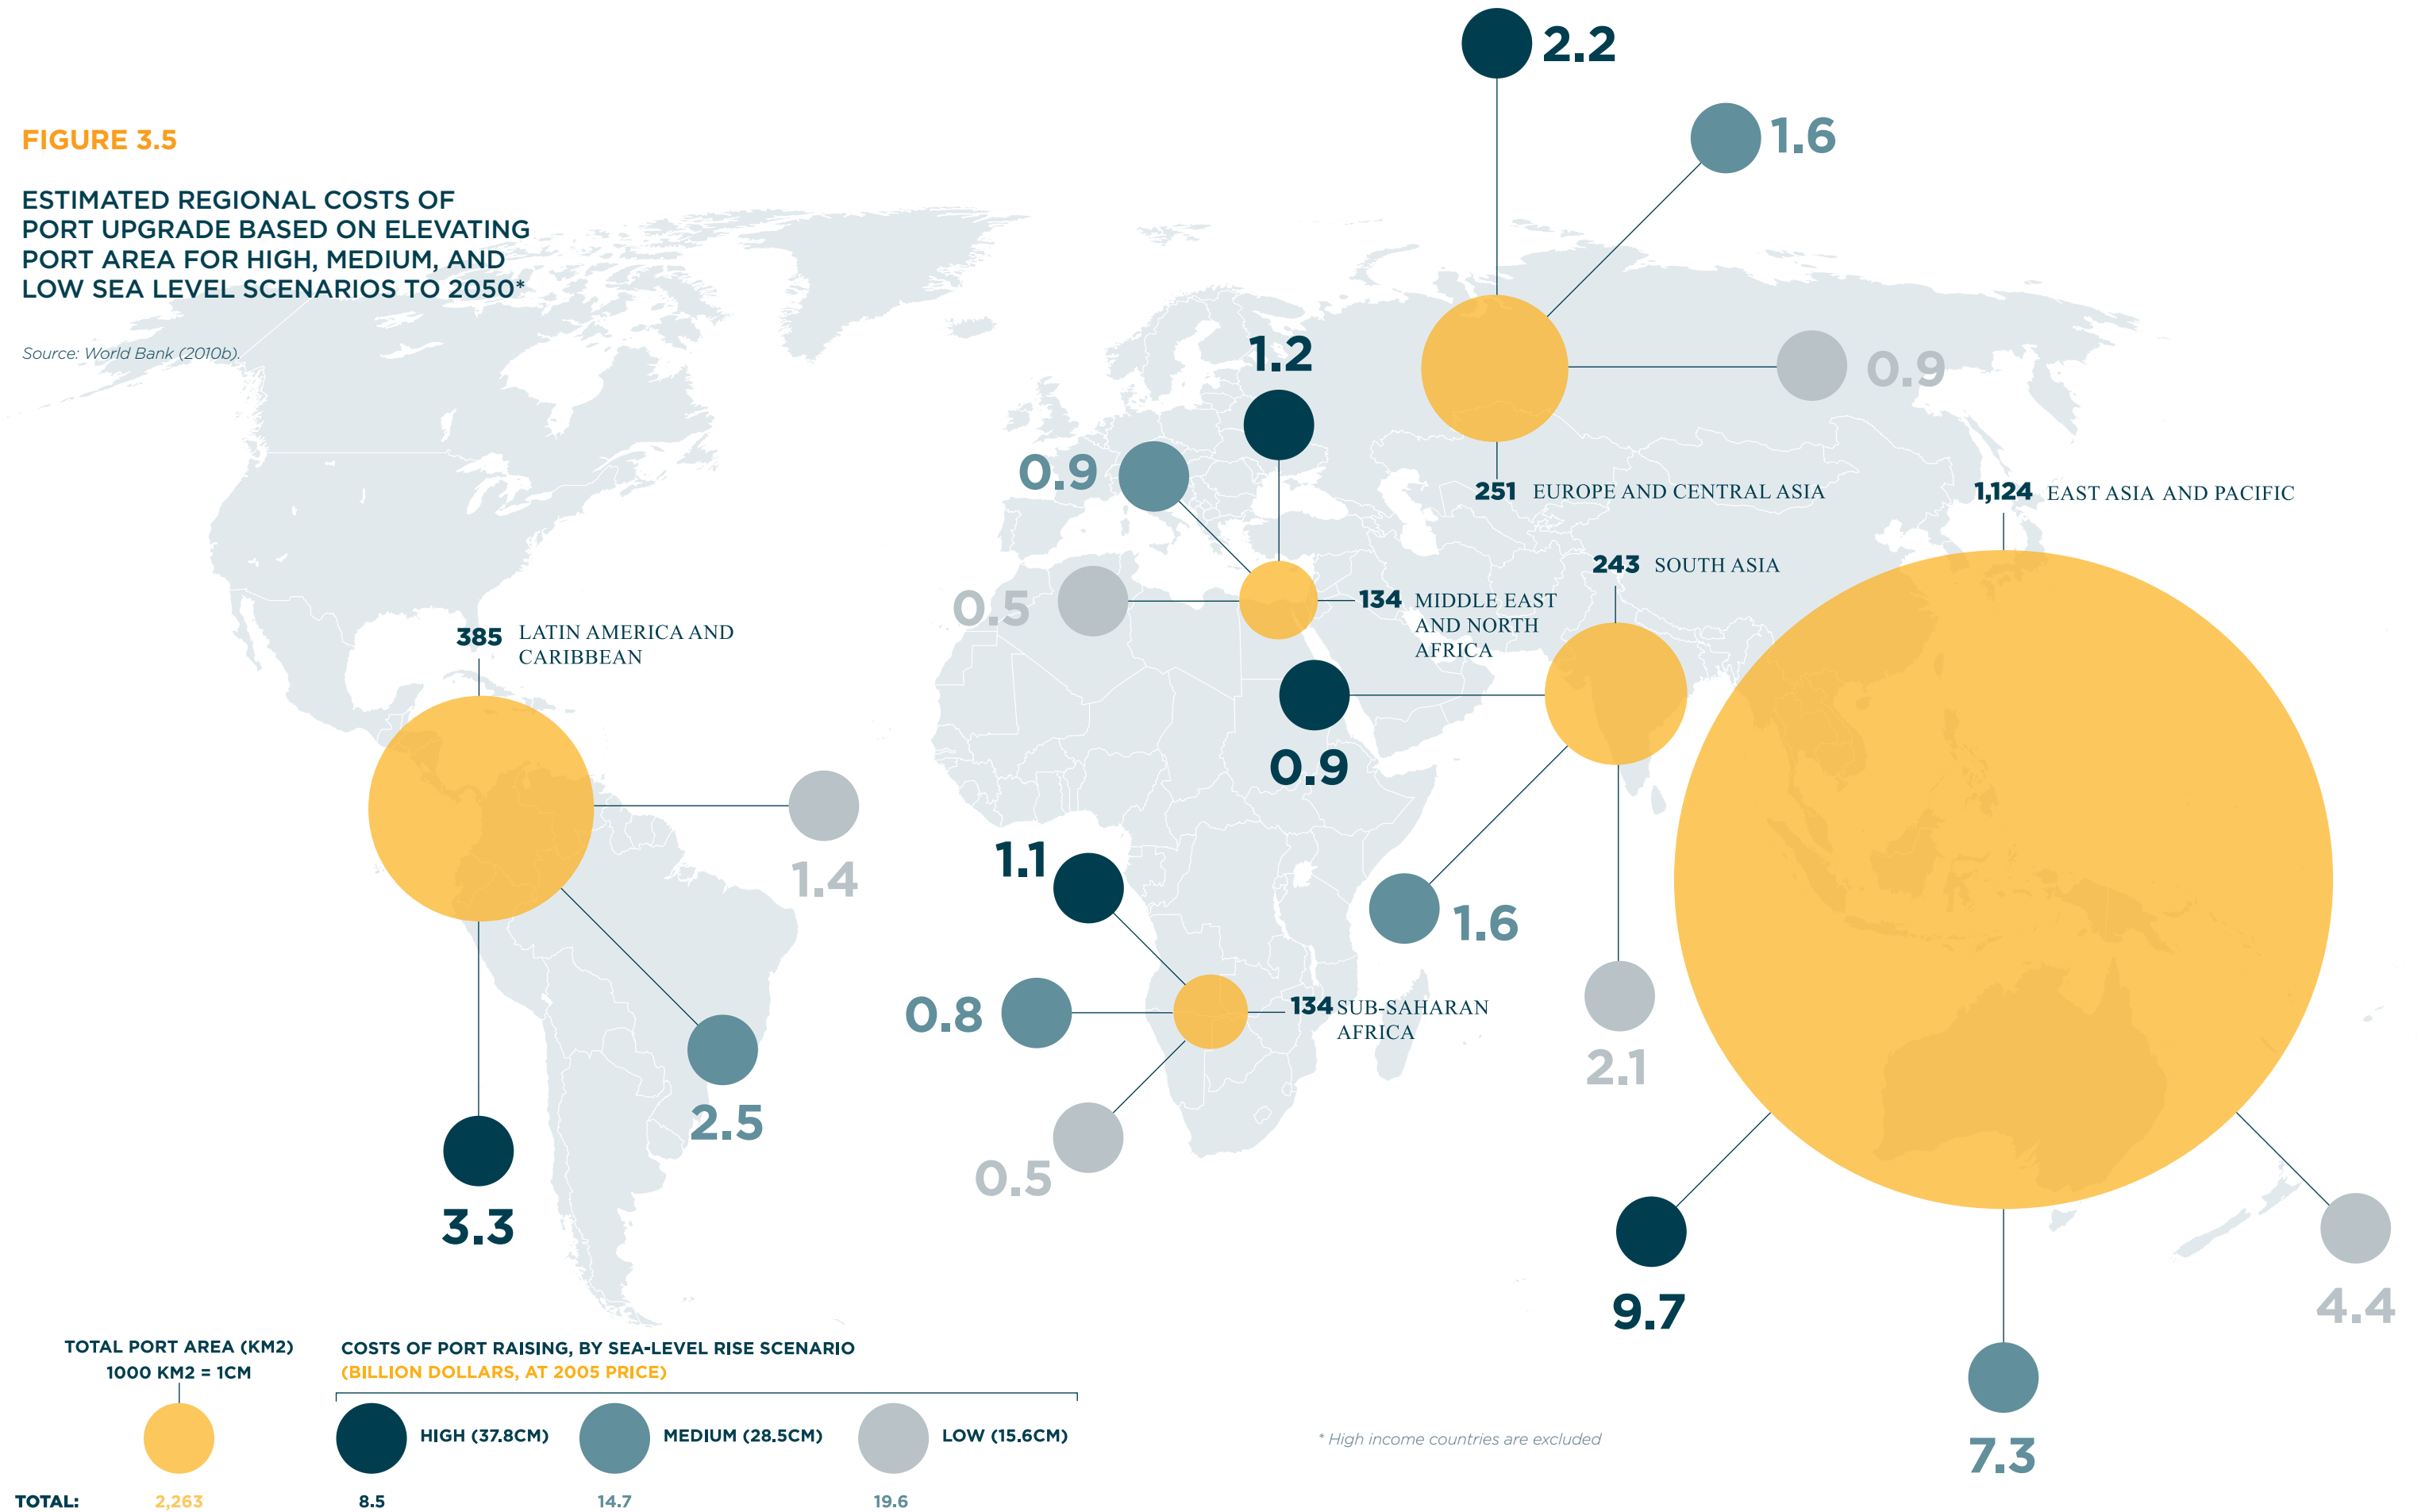 FIGURE 3.5
ESTIMATED REGIONAL COSTS OF
PORT UPGRADE BASED ON ELEVATING
PORT AREA FOR HIGH, MEDIUM, AND
LOW SEA LEVEL SCENARIOS TO 2050*
Source: World Bank (2010b).
2.2
1.6
0.9
251 EUROPE AND CENTRAL ASIA
1.2
0.9
0.5
134 MIDDLE EAST
AND NORTH
AFRICA
1,124 EAST ASIA AND PACIFIC
243 SOUTH ASIA
0.9
1.6
2.1
385 LATIN AMERICA AND
CARIBBEAN
1.4
2.5
3.3
1.1
0.8
0.5
134 SUB-SAHARAN
AFRICA
9.7
7.3
4.4
TOTAL PORT AREA (KM2)
1000 KM2 = 1CM
COSTS OF PORT RAISING, BY SEA-LEVEL RISE SCENARIO
(BILLION DOLLARS, AT 2005 PRICE)
HIGH (37.8CM) MEDIUM (28.5CM) LOW (15.6CM)
* High income countries are excluded
TOTAL: 2,263 8.5 14.7 19.6